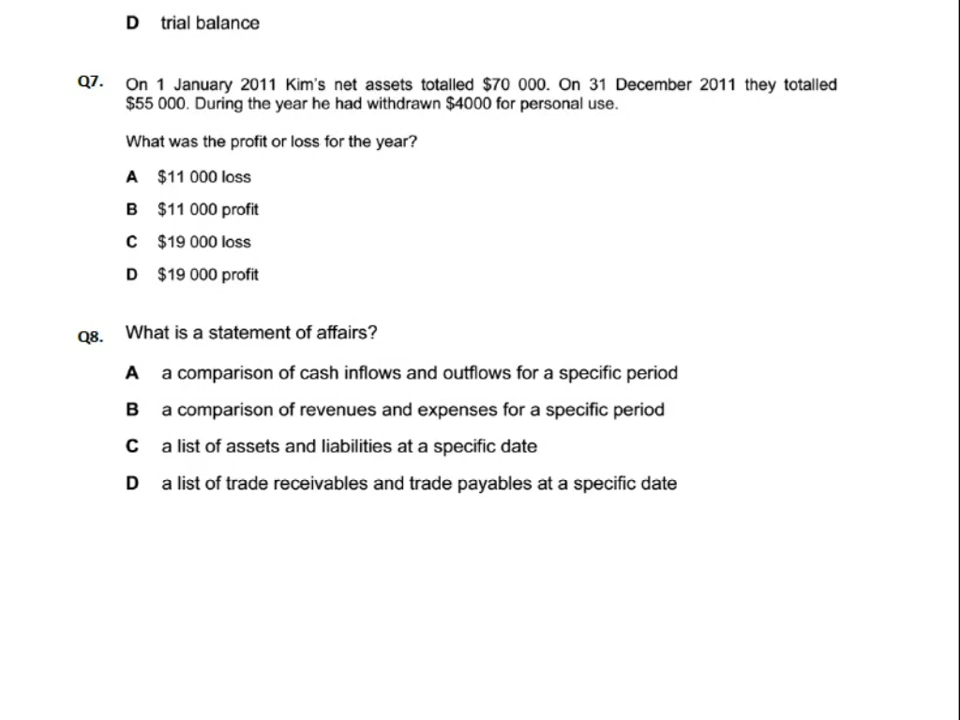 D trial balance
Q7. On 1 January 2011 Kim's net assets totalled $70 000. On 31 December 2011 they totalled
$55 000. During the year he had withdrawn $4000 for personal use.
What was the profit or loss for the year?
A $11 000 loss
B $11 000 profit
C $19 000 loss
D $19 000 profit
Q8. What is a statement of affairs?
A a comparison of cash inflows and outflows for a specific period
B a comparison of revenues and expenses for a specific period
C a list of assets and liabilities at a specific date
D a list of trade receivables and trade payables at a specific date